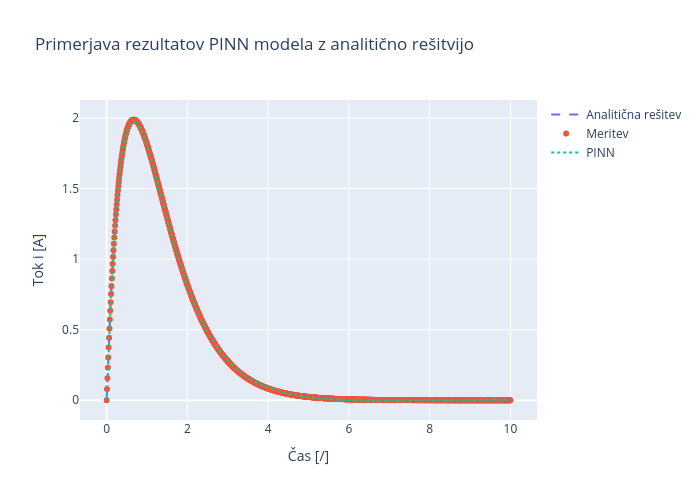 Primerjava rezultatov PINN modela z analitično rešitvijo
Analitična rešitev
Meritev
PINN
2
1.5
1
0.5
0
Tok i [A]
0 2 4 6 8 10
Čas [/]